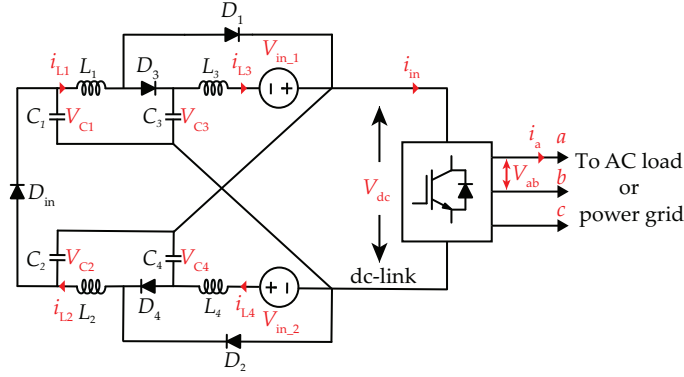 D1
Vin_1
iL1
L1
D3
L3
iL3
iin
C1
VC1
C3
VC3
ia
a
To AC load
Din
Vdc
Vab
b
or
c
power grid
C2
VC2
C4
VC4
dc-link
iL2
L2
D4
L4
iL4
Vin_2
D2